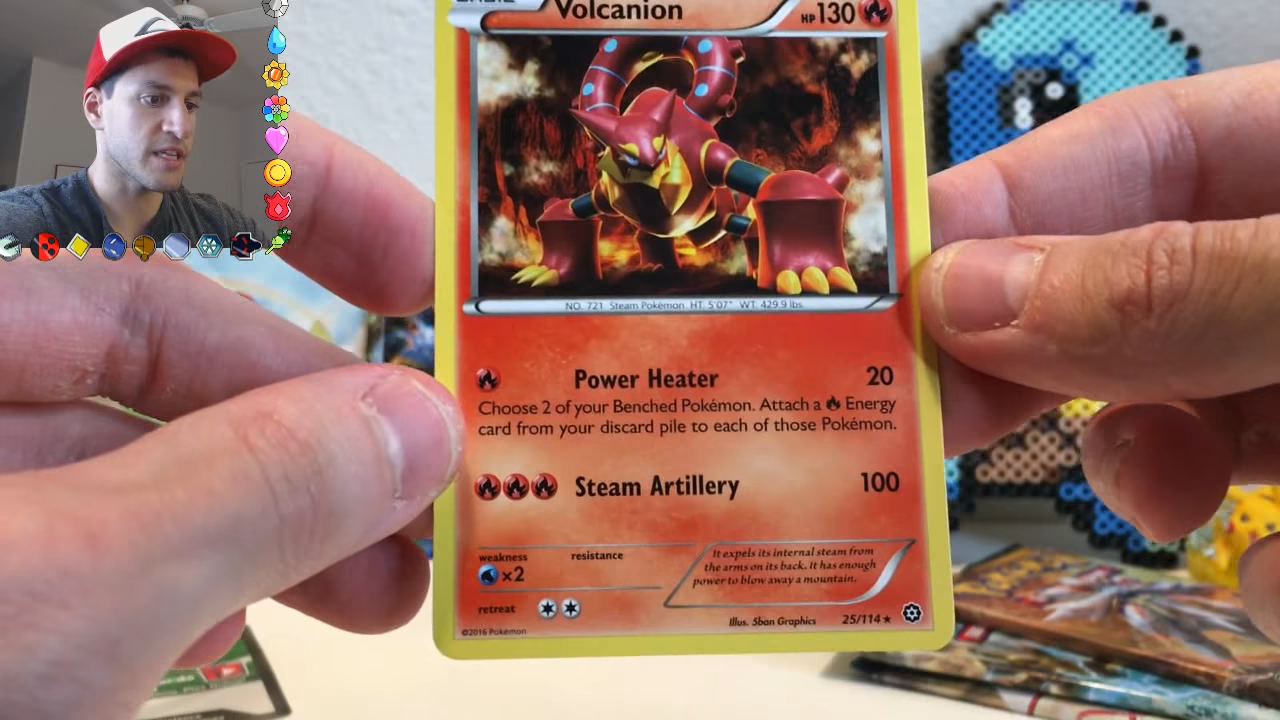 Volcanion
HP 130
NO. 721 Steam Pokémon HT: 5'07" WT: 429.9 lbs.
Power Heater 20
Choose 2 of your Benched Pokémon. Attach a Energy
card from your discard pile to each of those Pokémon.
Steam Artillery 100
weakness
resistance
×2
It expels its internal steam from
the arms on its back. It has enough
power to blow away a mountain.
retreat
Illus. 5ban Graphics
25/114
©2016 Pokémon